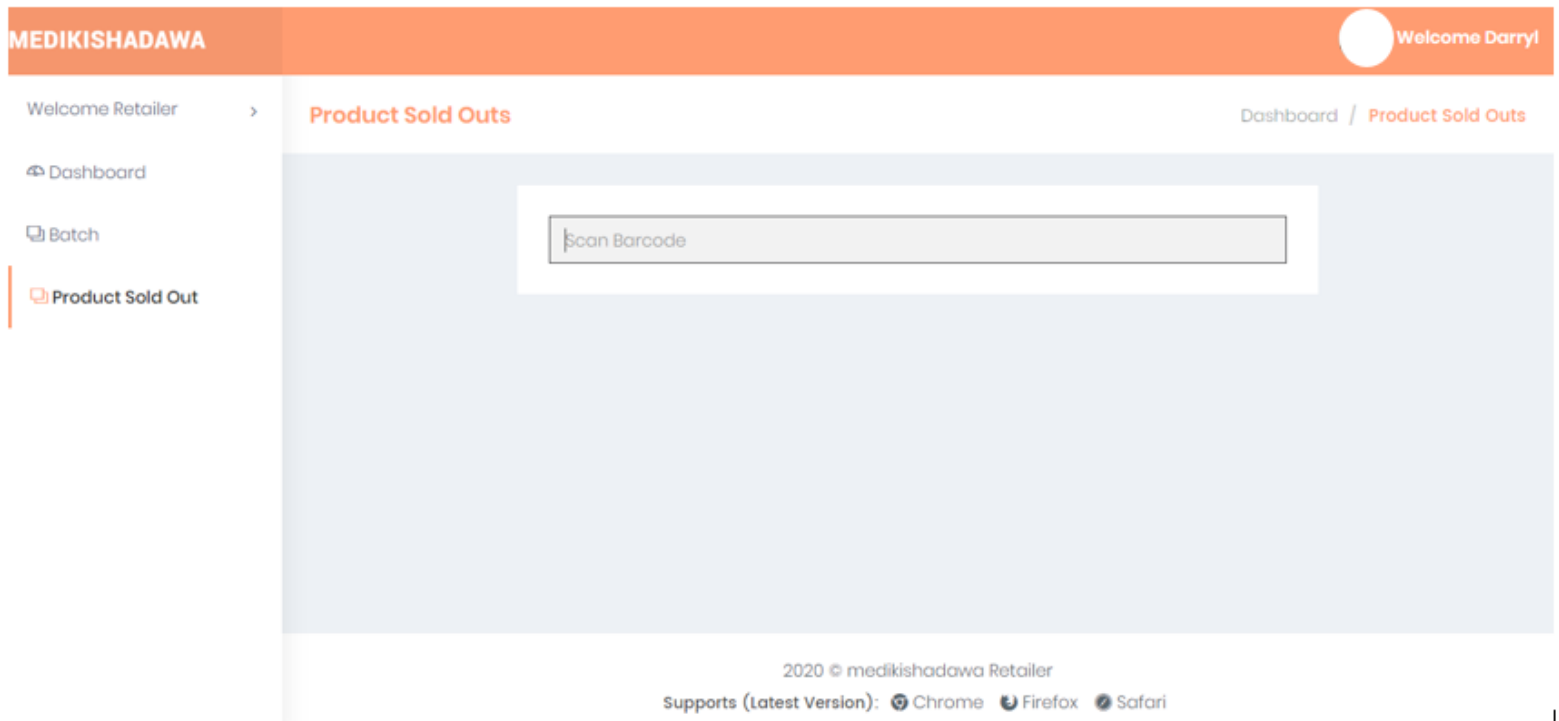 MEDIKISHADAWA
Welcome Darryl
Welcome Retailer
Product Sold Outs
Dashboard / Product Sold Outs
Dashboard
Batch
Product Sold Out
Scan Barcode
2020 © medikishadawa Retailer
Supports (Latest Version): Chrome Firefox Safari